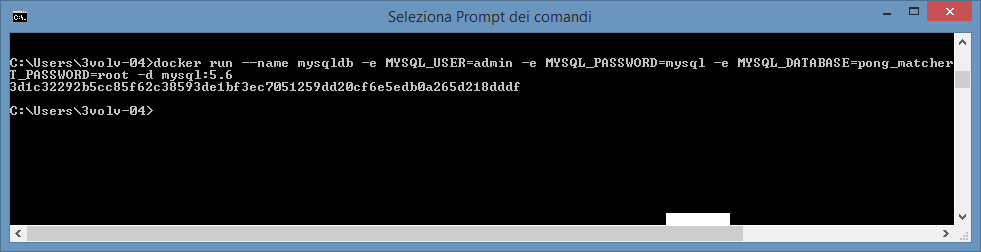 Seleziona Prompt dei comandi
C:\Users\3volv-04>docker run --name mysqldb -e MYSQL_USER=admin -e MYSQL_PASSWORD=mysql -e MYSQL_DATABASE=pong_matcher
T_PASSWORD=root -d mysql:5.6
3d1c32292b5cc85f62c38593de1bf3ec7051259dd20cf6e5edb0a265d218dddf
C:\Users\3volv-04>